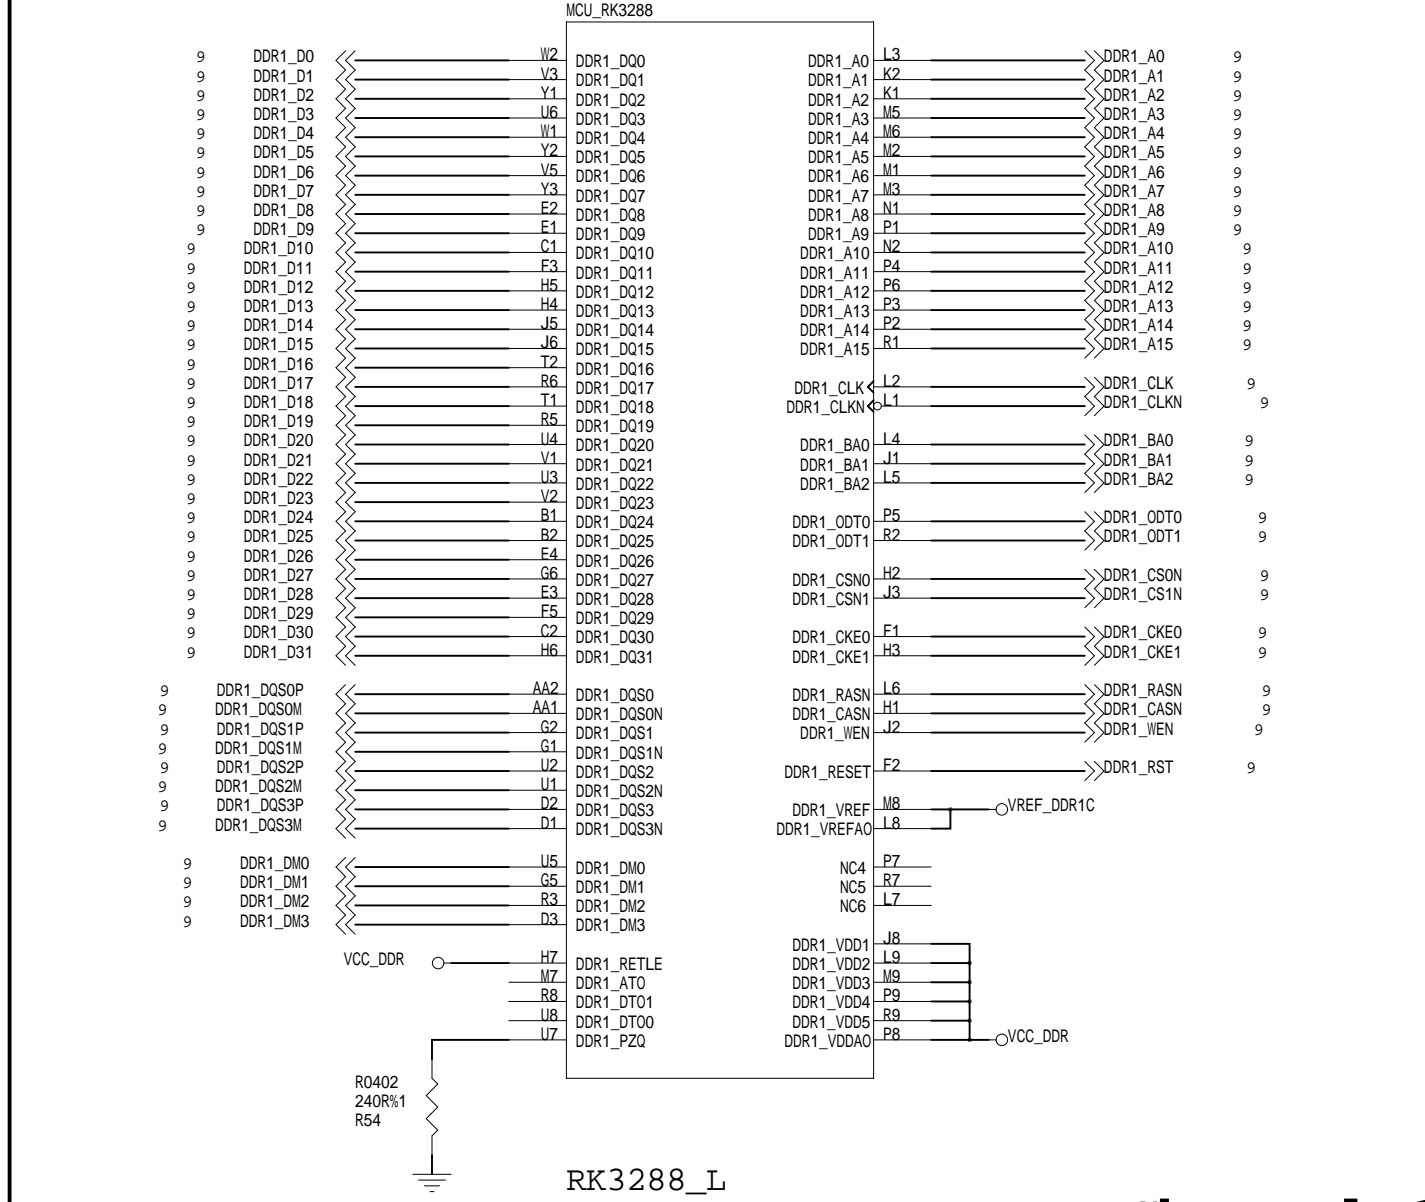 MCU_RK3288
9 DDR1_D0 W2 DDR1_DQ0 DDR1_A0 L3 DDR1_A0 9
9 DDR1_D1 V3 DDR1_DQ1 DDR1_A1 K2 DDR1_A1 9
9 DDR1_D2 Y1 DDR1_DQ2 DDR1_A2 K1 DDR1_A2 9
9 DDR1_D3 U6 DDR1_DQ3 DDR1_A3 M5 DDR1_A3 9
9 DDR1_D4 W1 DDR1_DQ4 DDR1_A4 M6 DDR1_A4 9
9 DDR1_D5 Y2 DDR1_DQ5 DDR1_A5 M2 DDR1_A5 9
9 DDR1_D6 V5 DDR1_DQ6 DDR1_A6 M1 DDR1_A6 9
9 DDR1_D7 Y3 DDR1_DQ7 DDR1_A7 M3 DDR1_A7 9
9 DDR1_D8 E2 DDR1_DQ8 DDR1_A8 N1 DDR1_A8 9
9 DDR1_D9 E1 DDR1_DQ9 DDR1_A9 P1 DDR1_A9 9
9 DDR1_D10 C1 DDR1_DQ10 DDR1_A10 N2 DDR1_A10 9
9 DDR1_D11 F3 DDR1_DQ11 DDR1_A11 P4 DDR1_A11 9
9 DDR1_D12 H5 DDR1_DQ12 DDR1_A12 P6 DDR1_A12 9
9 DDR1_D13 H4 DDR1_DQ13 DDR1_A13 P3 DDR1_A13 9
9 DDR1_D14 J5 DDR1_DQ14 DDR1_A14 P2 DDR1_A14 9
9 DDR1_D15 J6 DDR1_DQ15 DDR1_A15 R1 DDR1_A15 9
9 DDR1_D16 T2 DDR1_DQ16
9 DDR1_D17 R6 DDR1_DQ17 DDR1_CLK L2 DDR1_CLK 9
9 DDR1_D18 T1 DDR1_DQ18 DDR1_CLKN L1 DDR1_CLKN 9
9 DDR1_D19 R5 DDR1_DQ19
9 DDR1_D20 U4 DDR1_DQ20 DDR1_BA0 L4 DDR1_BA0 9
9 DDR1_D21 V1 DDR1_DQ21 DDR1_BA1 J1 DDR1_BA1 9
9 DDR1_D22 U3 DDR1_DQ22 DDR1_BA2 L5 DDR1_BA2 9
9 DDR1_D23 V2 DDR1_DQ23
9 DDR1_D24 B1 DDR1_DQ24 DDR1_ODT0 P5 DDR1_ODT0 9
9 DDR1_D25 B2 DDR1_DQ25 DDR1_ODT1 R2 DDR1_ODT1 9
9 DDR1_D26 E4 DDR1_DQ26
9 DDR1_D27 G6 DDR1_DQ27 DDR1_CSN0 H2 DDR1_CS0N 9
9 DDR1_D28 E3 DDR1_DQ28 DDR1_CSN1 J3 DDR1_CS1N 9
9 DDR1_D29 F5 DDR1_DQ29
9 DDR1_D30 C2 DDR1_DQ30 DDR1_CKE0 F1 DDR1_CKE0 9
9 DDR1_D31 H6 DDR1_DQ31 DDR1_CKE1 H3 DDR1_CKE1 9
9 DDR1_DQS0P AA2 DDR1_DQS0 DDR1_RASN L6 DDR1_RASN 9
9 DDR1_DQS0M AA1 DDR1_DQS0N DDR1_CASN H1 DDR1_CASN 9
9 DDR1_DQS1P G2 DDR1_DQS1 DDR1_WEN J2 DDR1_WEN 9
9 DDR1_DQS1M G1 DDR1_DQS1N
9 DDR1_DQS2P U2 DDR1_DQS2 DDR1_RESET F2 DDR1_RST 9
9 DDR1_DQS2M U1 DDR1_DQS2N
9 DDR1_DQS3P D2 DDR1_DQS3 DDR1_VREF M8 VREF_DDR1C
9 DDR1_DQS3M D1 DDR1_DQS3N DDR1_VREFAO L8
9 DDR1_DM0 U5 DDR1_DM0 NC4 P7
9 DDR1_DM1 G5 DDR1_DM1 NC5 R7
9 DDR1_DM2 R3 DDR1_DM2 NC6 L7
9 DDR1_DM3 D3 DDR1_DM3
DDR1_VDD1 J8
VCC_DDR H7 DDR1_RETLE DDR1_VDD2 L9
M7 DDR1_ATO DDR1_VDD3 M9
R8 DDR1_DTO1 DDR1_VDD4 P9
U8 DDR1_DTO0 DDR1_VDD5 R9
U7 DDR1_PZQ DDR1_VDDAO P8 VCC_DDR
R0402
240R%1
R54
RK3288_L